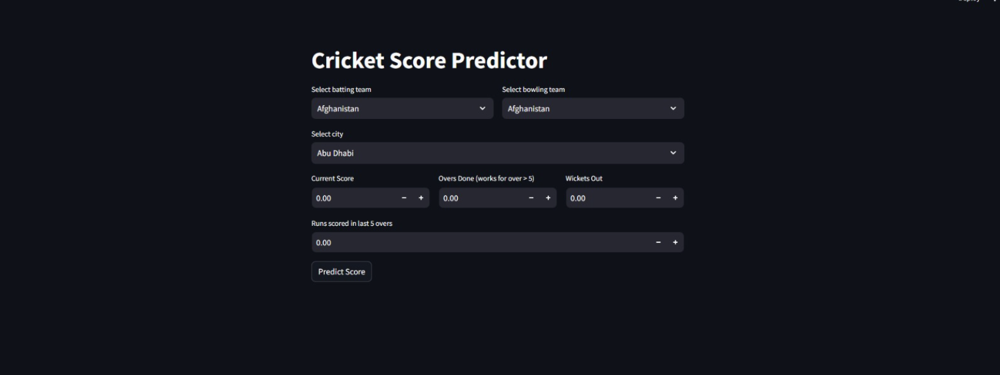 Cricket Score Predictor
Select batting team Select bowling team
Afghanistan Afghanistan
Select city
Abu Dhabi
Current Score Overs Done (works for over > 5) Wickets Out
0.00 - + 0.00 - + 0.00 - +
Runs scored in last 5 overs
0.00 - +
Predict Score